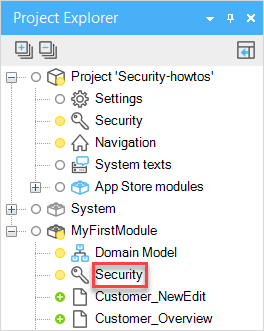 Project Explorer
Project 'Security-howtos'
Settings
Security
Navigation
System texts
App Store modules
System
MyFirstModule
Domain Model
Security
Customer_NewEdit
Customer_Overview